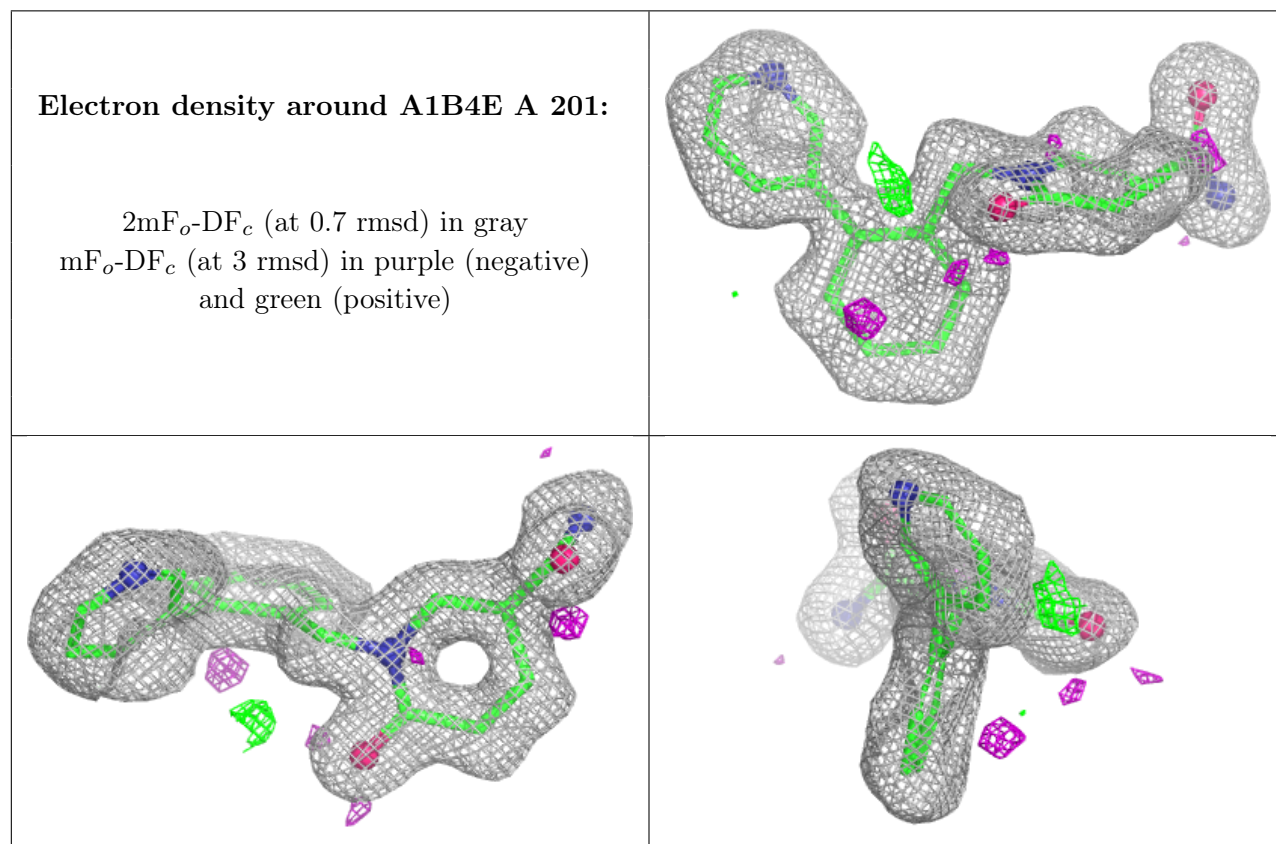 Electron density around A1B4E A 201:
2mFo-DFc (at 0.7 rmsd) in gray
mFo-DFc (at 3 rmsd) in purple (negative)
and green (positive)